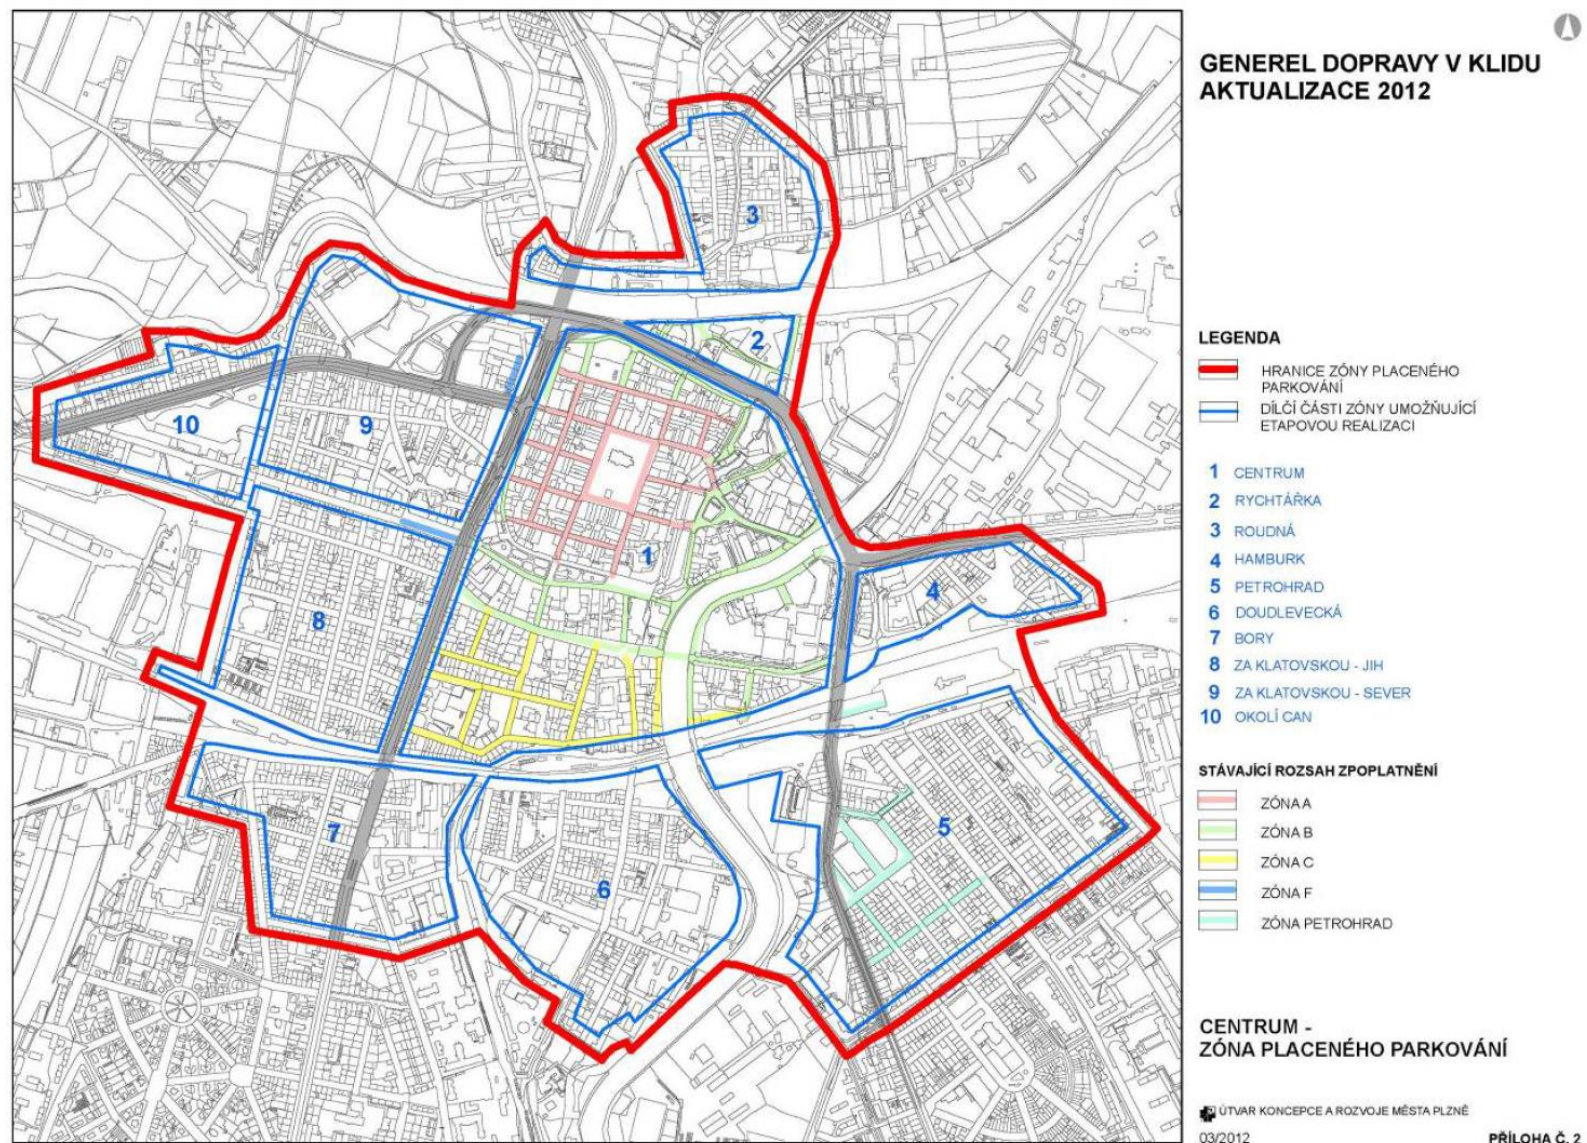 GENEREL DOPRAVY V KLIDU
AKTUALIZACE 2012
LEGENDA
HRANICE ZÓNY PLACENÉHO
PARKOVÁNÍ
DÍLČÍ ČÁSTI ZÓNY UMOŽŇUJÍCÍ
ETAPOVOU REALIZACI
1 CENTRUM
2 RYCHTÁŘKA
3 ROUDNÁ
4 HAMBURK
5 PETROHRAD
6 DOUDLEVECKÁ
7 BORY
8 ZA KLATOVSKOU - JIH
9 ZA KLATOVSKOU - SEVER
10 OKOLÍ CAN
STÁVAJÍCÍ ROZSAH ZPOPLATNĚNÍ
ZÓNA A
ZÓNA B
ZÓNA C
ZÓNA F
ZÓNA PETROHRAD
CENTRUM -
ZÓNA PLACENÉHO PARKOVÁNÍ
ÚTVAR KONCEPCE A ROZVOJE MĚSTA PLZNĚ
03/2012
PŘÍLOHA Č. 2
3
2
10
9
1
4
8
5
7
6